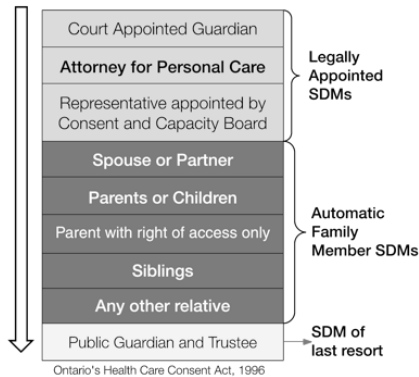 Court Appointed Guardian
Attorney for Personal Care
Representative appointed by
Consent and Capacity Board
Legally
Appointed
SDMs
Spouse or Partner
Parents or Children
Parent with right of access only
Siblings
Any other relative
Automatic
Family
Member SDMs
Public Guardian and Trustee
SDM of
last resort
Ontario's Health Care Consent Act, 1996